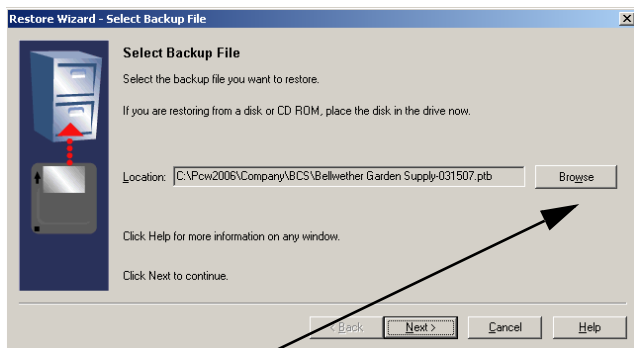 Restore Wizard - Select Backup File
Select Backup File
Select the backup file you want to restore.
If you are restoring from a disk or CD ROM, place the disk in the drive now.
Location: C:\Pcw2006\Company\BCS\Bellwether Garden Supply-031507.ptb Browse
Click Help for more information on any window.
Click Next to continue.
< Back Next > Cancel Help